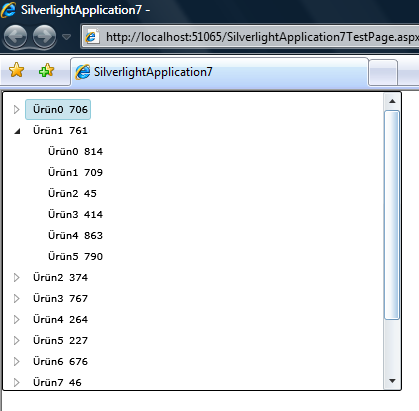 SilverlightApplication7 -
http://localhost:51065/SilverlightApplication7TestPage.aspx
SilverlightApplication7
Ürün0 706
Ürün1 761
Ürün0 814
Ürün1 709
Ürün2 45
Ürün3 414
Ürün4 863
Ürün5 790
Ürün2 374
Ürün3 767
Ürün4 264
Ürün5 227
Ürün6 676
Ürün7 46